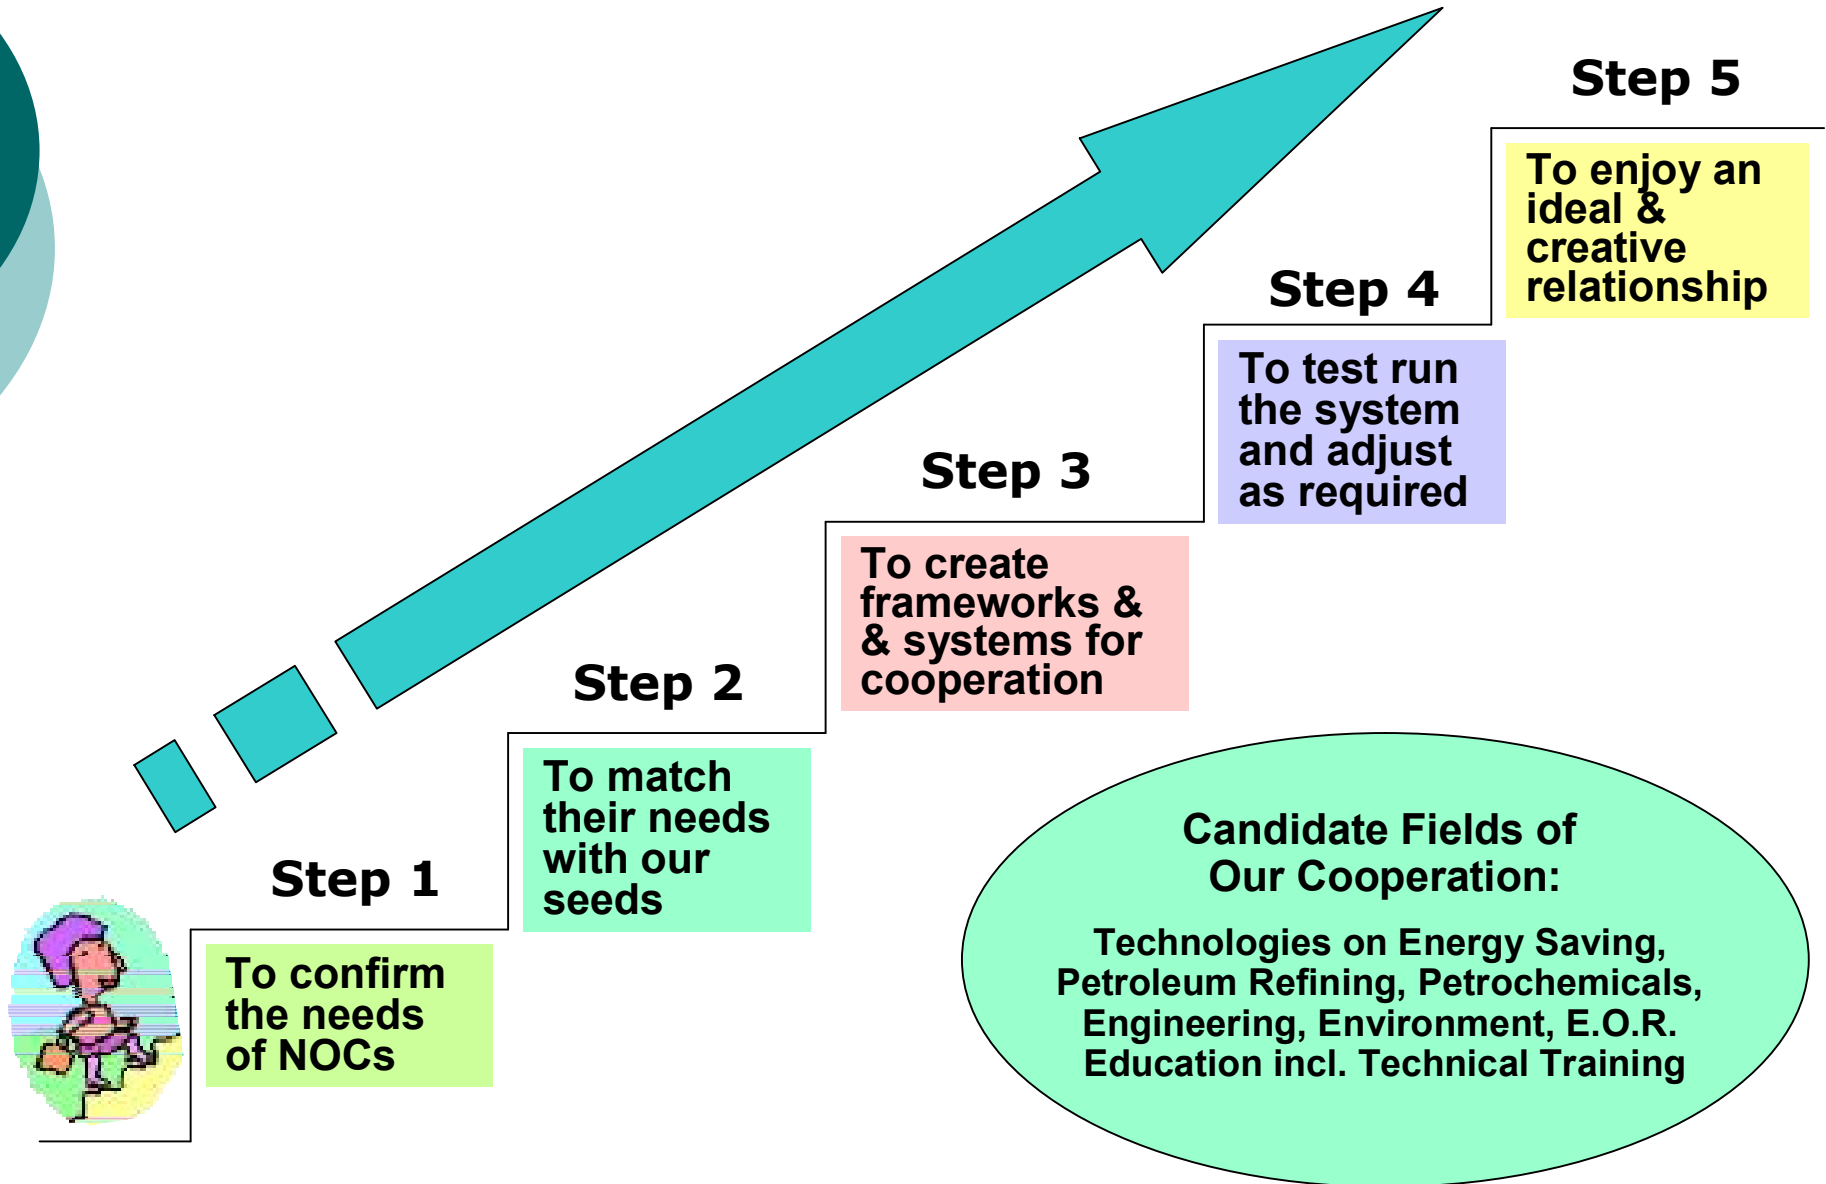 Step 1
To confirm
the needs
of NOCs
Step 2
To match
their needs
with our
seeds
Step 3
To create
frameworks &
& systems for
cooperation
Step 4
To test run
the system
and adjust
as required
Step 5
To enjoy an
ideal &
creative
relationship
Candidate Fields of
Our Cooperation:
Technologies on Energy Saving,
Petroleum Refining, Petrochemicals,
Engineering, Environment, E.O.R.
Education incl. Technical Training